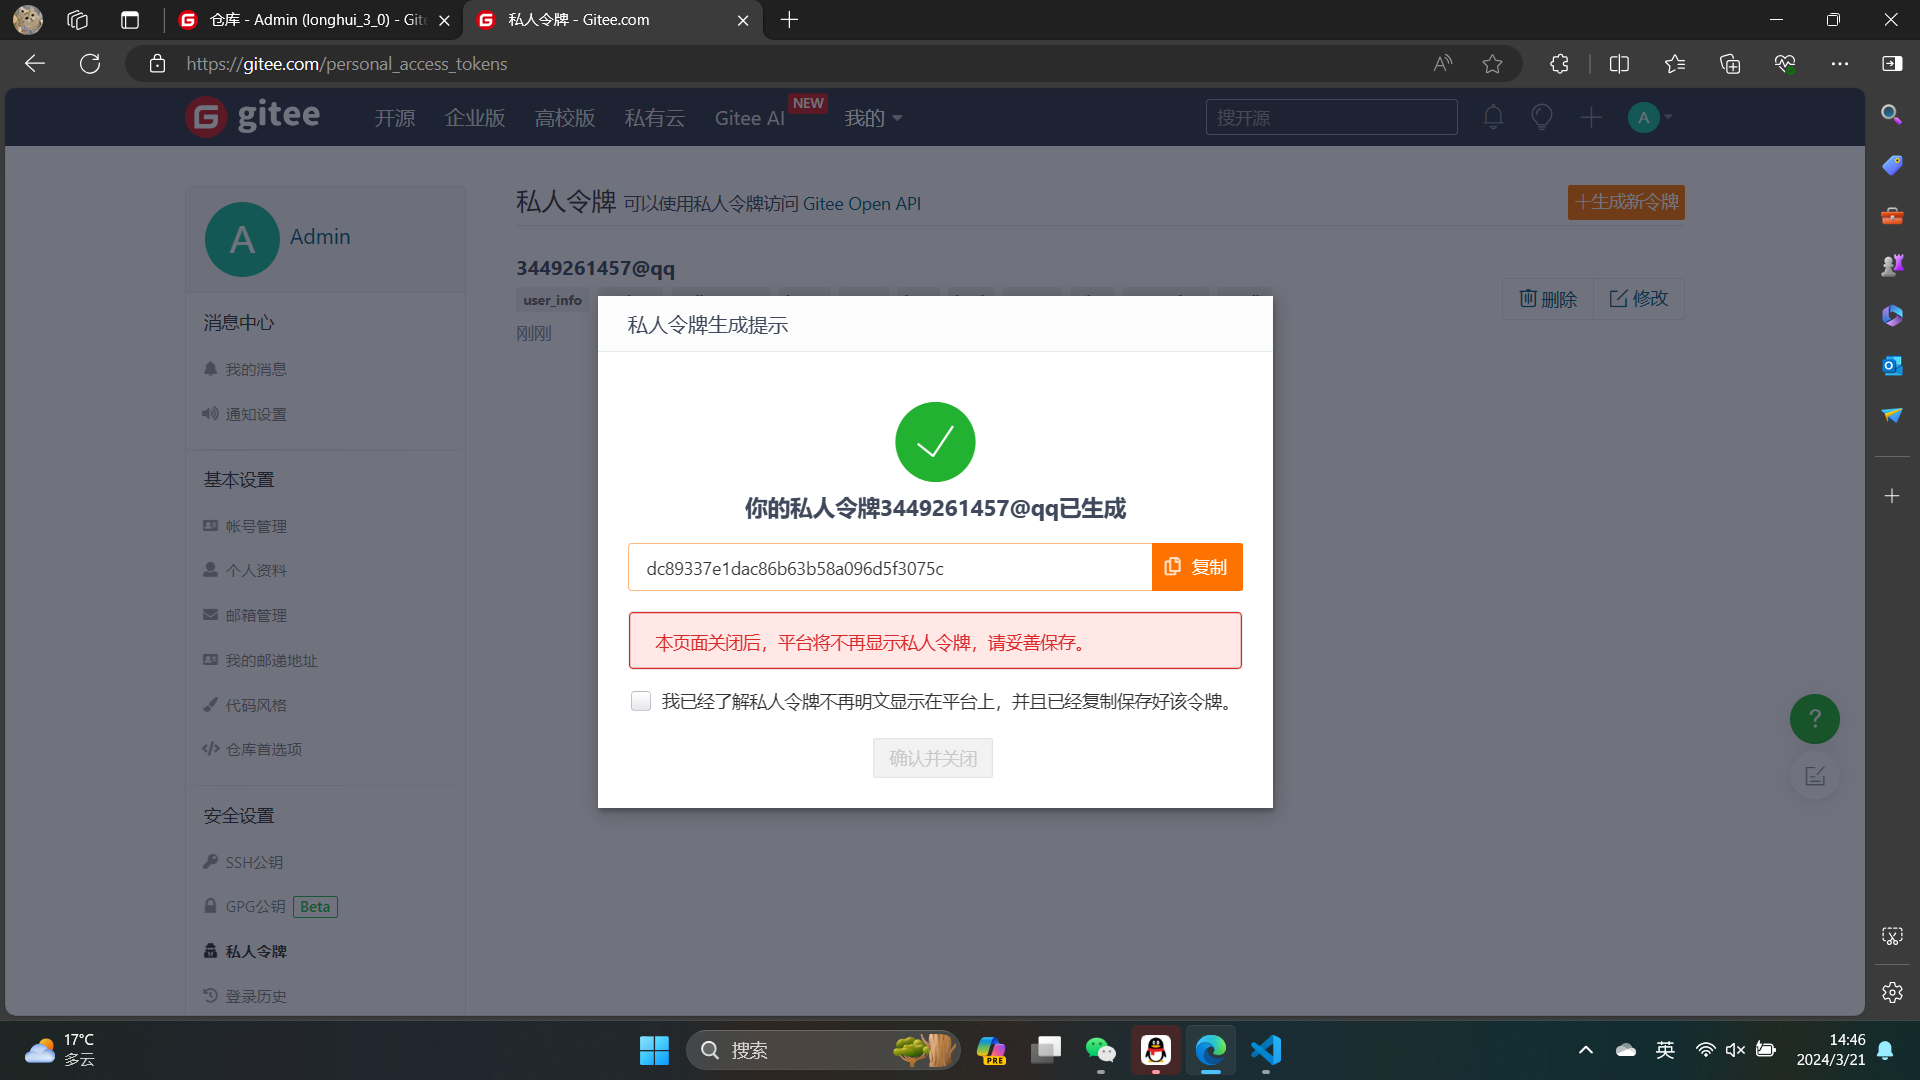 仓库 - Admin (longhui_3_0) - Gite
私人令牌 - Gitee.com
https://gitee.com/personal_access_tokens
gitee
开源
企业版
高校版
私有云
Gitee AI
NEW
我的
搜开源
A
A
Admin
消息中心
我的消息
通知设置
基本设置
帐号管理
个人资料
邮箱管理
我的邮递地址
代码风格
仓库首选项
安全设置
SSH公钥
GPG公钥 Beta
私人令牌
登录历史
私人令牌 可以使用私人令牌访问 Gitee Open API
生成新令牌
3449261457@qq
user_info
刚刚
删除
修改
私人令牌生成提示
你的私人令牌3449261457@qq已生成
dc89337e1dac86b63b58a096d5f3075c
复制
本页面关闭后，平台将不再显示私人令牌，请妥善保存。
我已经了解私人令牌不再明文显示在平台上，并且已经复制保存好该令牌。
确认并关闭
17°C
多云
搜索
PRE
英
14:46
2024/3/21